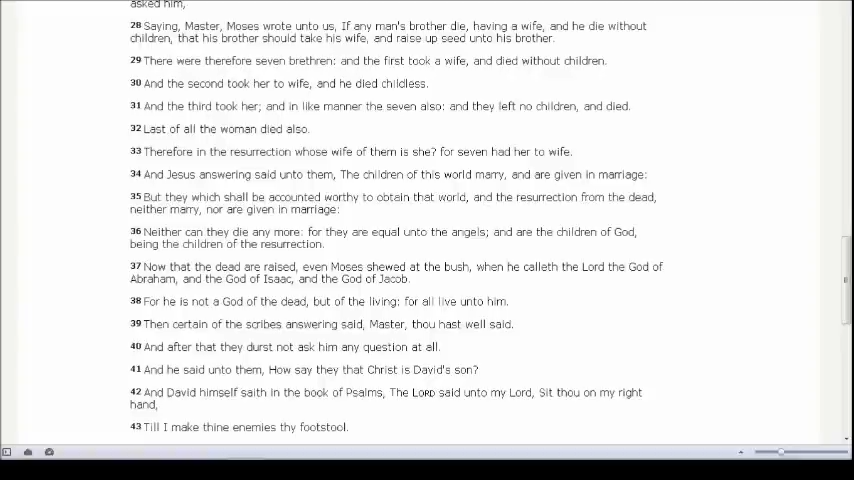 asked him,
28 Saying, Master, Moses wrote unto us, If any man's brother die, having a wife, and he die without
children, that his brother should take his wife, and raise up seed unto his brother.
29 There were therefore seven brethren: and the first took a wife, and died without children.
30 And the second took her to wife, and he died childless.
31 And the third took her; and in like manner the seven also: and they left no children, and died.
32 Last of all the woman died also.
33 Therefore in the resurrection whose wife of them is she? for seven had her to wife.
34 And Jesus answering said unto them, The children of this world marry, and are given in marriage:
35 But they which shall be accounted worthy to obtain that world, and the resurrection from the dead,
neither marry, nor are given in marriage:
36 Neither can they die any more: for they are equal unto the angels; and are the children of God,
being the children of the resurrection.
37 Now that the dead are raised, even Moses shewed at the bush, when he calleth the Lord the God of
Abraham, and the God of Isaac, and the God of Jacob.
38 For he is not a God of the dead, but of the living: for all live unto him.
39 Then certain of the scribes answering said, Master, thou hast well said.
40 And after that they durst not ask him any question at all.
41 And he said unto them, How say they that Christ is David's son?
42 And David himself saith in the book of Psalms, The LORD said unto my Lord, Sit thou on my right
hand,
43 Till I make thine enemies thy footstool.